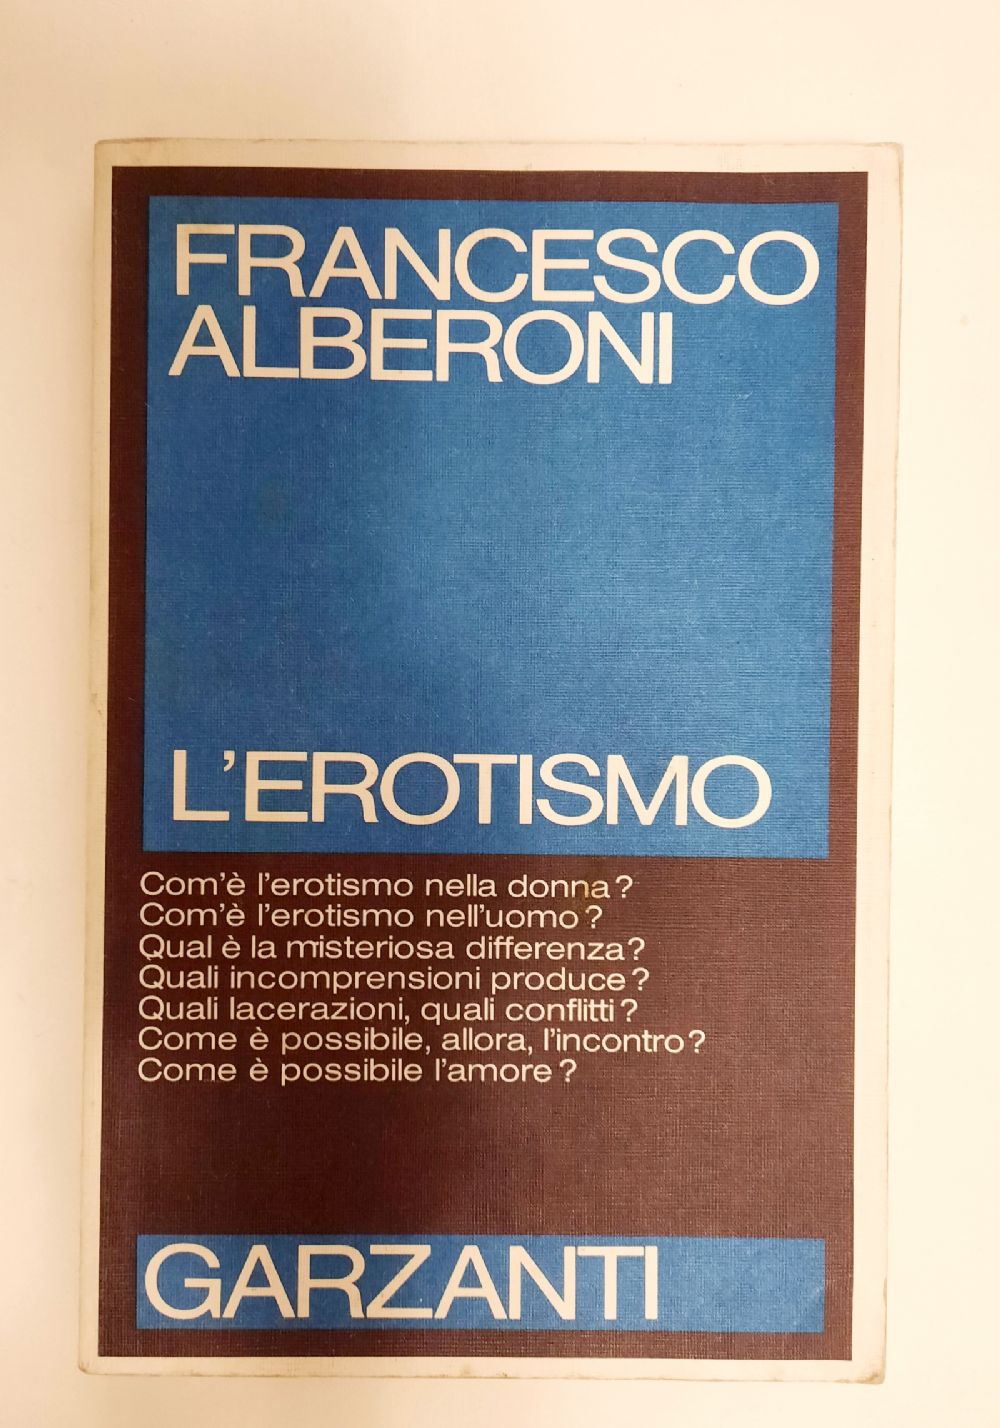 FRANCESCO
ALBERONI
L'EROTISMO
Com'è l'erotismo nella donna?
Com'è l'erotismo nell'uomo?
Qual è la misteriosa differenza?
Quali incomprensioni produce?
Quali lacerazioni, quali conflitti?
Come è possibile, allora, l'incontro?
Come è possibile l'amore?
GARZANTI